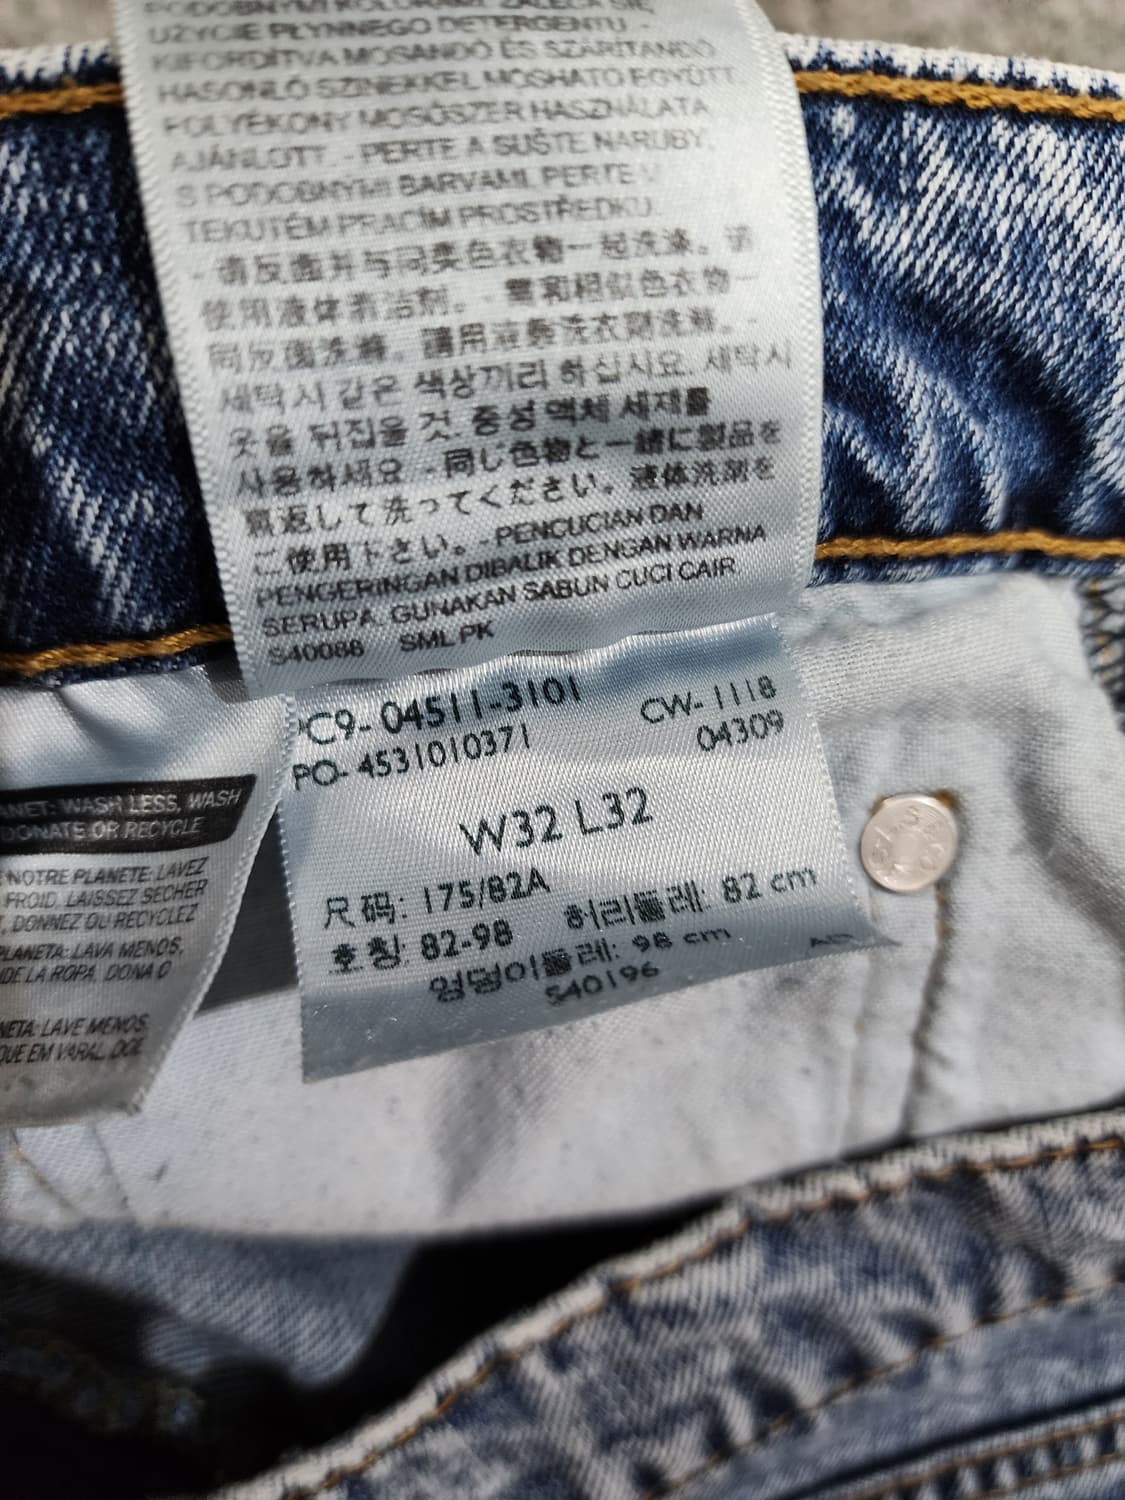 PODOBNYMI KOLORAMI. ZALECA SIĘ
UŻYCIE PŁYNNEGO DETERGENTU. -
KIFORDÍTVA MOSANDÓ ÉS SZÁRÍTANDÓ
HASONLÓ SZINEKKEL MOSHATÓ EGYÜTT
FOLYÉKONY MOSÓSZER HASZNÁLATA
AJÁNLOTT. - PERTE A SUŠTE NARUBY,
S PODOBNÝMI BARVAMI. PERTE V
TEKUTÉM PRACÍM PROSTŘEDKU.
- 请反面并与同类色衣物一起洗涤。请
使用液体清洁剂。- 需和相似色衣物一
同反面洗滌。請用液態洗衣劑洗滌。-
세탁시 같은 색상끼리 하십시요. 세탁시
옷을 뒤집을 것. 중성 액체 세제를
사용하세요 - 同じ色物と一緒に製品を
裏返して洗ってください。液体洗剤を
ご使用下さい。- PENCUCIAN DAN
PENGERINGAN DIBALIK DENGAN WARNA
SERUPA. GUNAKAN SABUN CUCI CAIR
S40088 SML PK
PC9- 04511-3101 CW- 1118
PO- 4531010371 04309
W32 L32
尺码: 175/82A
호칭: 82-98 허리둘레: 82 cm
엉덩이둘레: 98 cm
S40196
NET: WASH LESS, WASH
DONATE OR RECYCLE
NOTRE PLANETE: LAVEZ
FROID, LAISSEZ SECHER
, DONNEZ OU RECYCLEZ
PLANETA: LAVA MENOS,
DE LA ROPA, DONA O
NETA: LAVE MENOS
QUE EM VARAL, DOE